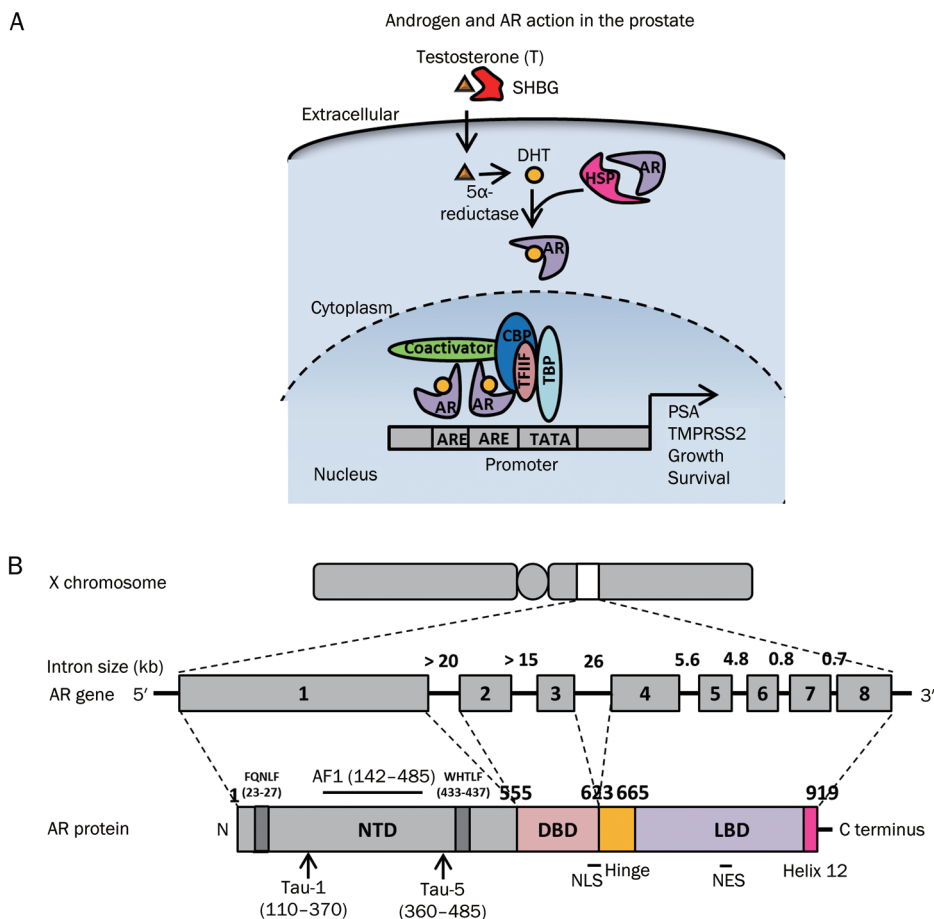 A
Androgen and AR action in the prostate
Testosterone (T)
SHBG
Extracellular
DHT
HSP
AR
5α-
reductase
AR
Cytoplasm
CBP
Coactivator
TFIIF
TBP
AR
AR
ARE
ARE
TATA
PSA
TMPRSS2
Growth
Survival
Promoter
Nucleus
B
X chromosome
Intron size (kb)
> 20
> 15
26
5.6
4.8
0.8
0.7
AR gene
5′
1
2
3
4
5
6
7
8
3′
FQNLF
(23-27)
AF1 (142–485)
WHTLF
(433-437)
1
555
623
665
919
AR protein
N
NTD
DBD
LBD
C terminus
NLS
Hinge
NES
Helix 12
Tau-1
(110–370)
Tau-5
(360–485)